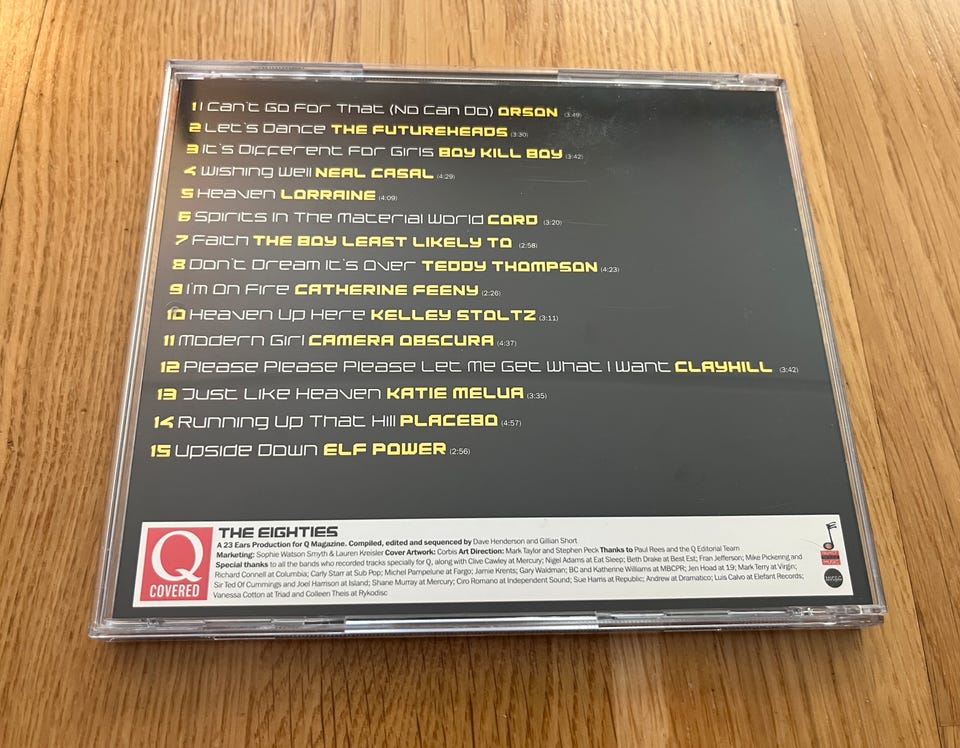 1 I Can't Go For That (No Can Do) ORSON (3:49)
2 Let's Dance THE FUTUREHEADS (3:30)
3 It's Different For Girls BOY KILL BOY (3:42)
4 Wishing Well NEAL CASAL (4:29)
5 Heaven LORRAINE (4:09)
6 Spirits In The Material World CORD (3:20)
7 Faith THE BOY LEAST LIKELY TO (2:58)
8 Don't Dream It's Over TEDDY THOMPSON (4:23)
9 I'm On Fire CATHERINE FEENY (2:26)
10 Heaven Up Here KELLEY STOLTZ (3:11)
11 Modern Girl CAMERA OBSCURA (4:37)
12 Please Please Please Let Me Get What I Want CLAYHILL (3:42)
13 Just Like Heaven KATIE MELUA (3:35)
14 Running Up That Hill PLACEBO (4:57)
15 Upside Down ELF POWER (2:56)
Q
COVERED
THE EIGHTIES
A 23 Ears Production for Q Magazine. Compiled, edited and sequenced by Dave Henderson and Gillian Short
Marketing: Sophie Watson Smyth & Lauren Kreisler Cover Artwork: Corbis Art Direction: Mark Taylor and Stephen Peck Thanks to Paul Rees and the Q Editorial Team
Special thanks to all the bands who recorded tracks specially for Q, along with Clive Cawley at Mercury; Nigel Adams at Eat Sleep; Beth Drake at Best Est; Fran Jefferson; Mike Pickering and
Richard Connell at Columbia; Carly Starr at Sub Pop; Michel Pampelune at Fargo; Jamie Krents; Gary Waldman; BC and Katherine Williams at MBCPR; Jen Hoad at 19; Mark Terry at Virgin;
Sir Ted Of Cummings and Joel Harrison at Island; Shane Murray at Mercury; Ciro Romano at Independent Sound; Sue Harris at Republic; Andrew at Dramatico; Luis Calvo at Elefant Records;
Vanessa Cotton at Triad and Colleen Theis at Rykodisc
MUSIC